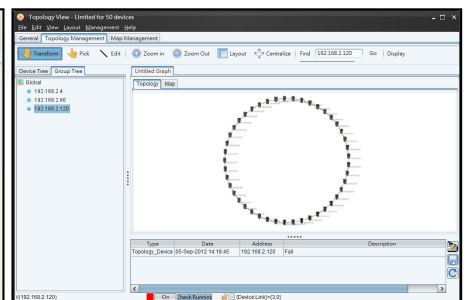 Topology View - Limited for 50 devices
File Edit View Layout Management Help
General Topology Management Map Management
Transform Pick Edit Zoom in Zoom Out Layout Centralize Find 192.168.2.120 Go Display
Device Tree Group Tree
Untitled Graph
Global
192.168.2.4
192.168.2.66
192.168.2.120
Topology Map
Type Date Address Description
Topology_Device 05-Sep-2012 14:18:45 192.168.2.120 Fail
V(192.168.2.120)
On Check Running (Device:Link)=(3,0)